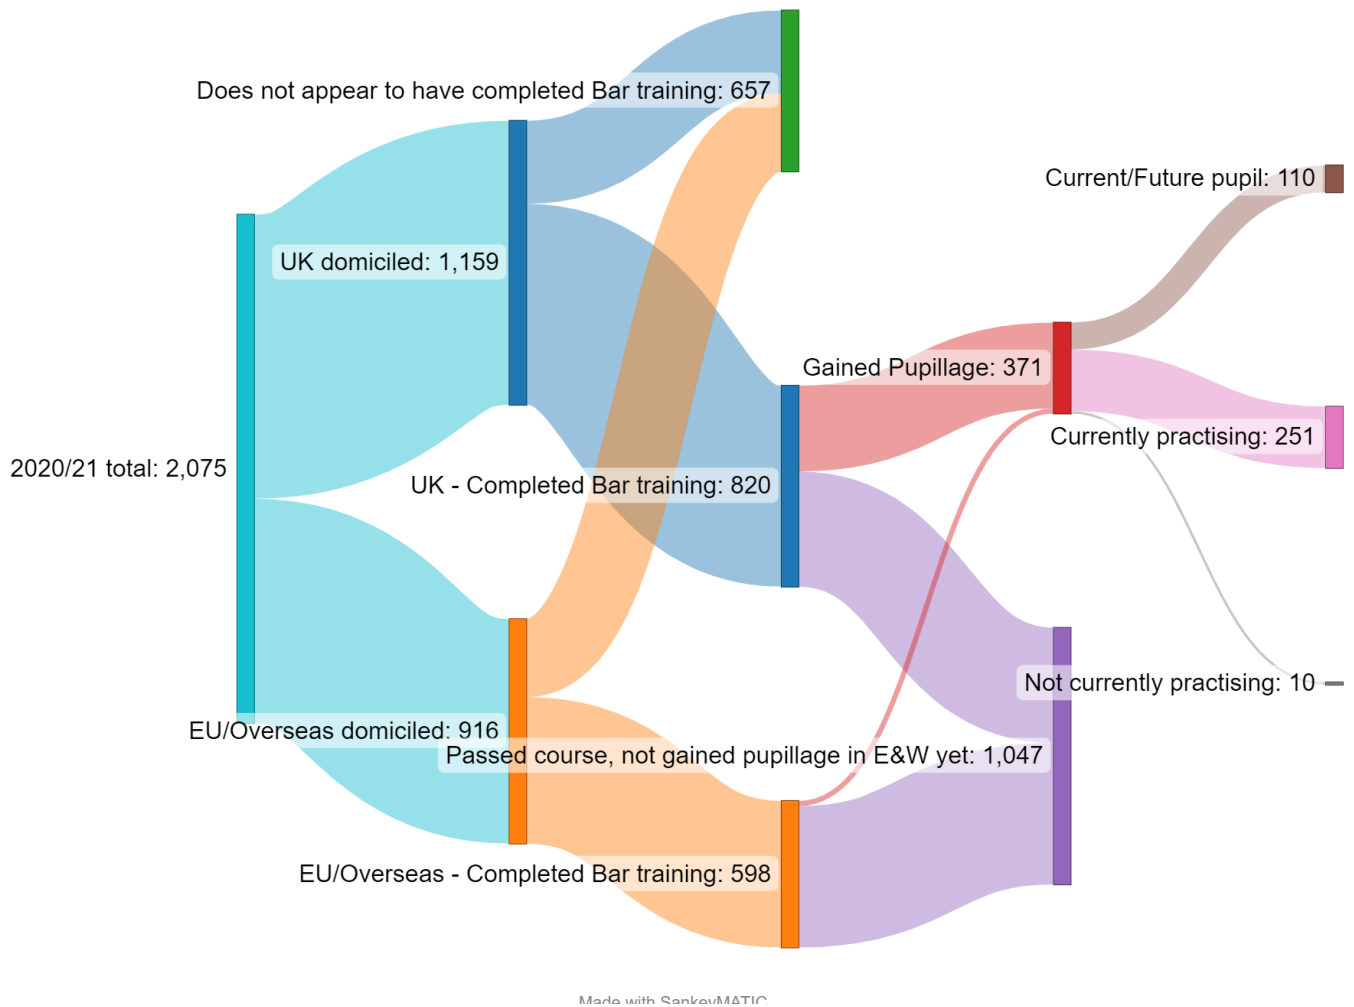 Does not appear to have completed Bar training: 657
Current/Future pupil: 110
UK domiciled: 1,159
Gained Pupillage: 371
Currently practising: 251
2020/21 total: 2,075
UK - Completed Bar training: 820
Not currently practising: 10
EU/Overseas domiciled: 916
Passed course, not gained pupillage in E&W yet: 1,047
EU/Overseas - Completed Bar training: 598
Made with SankeyMATIC